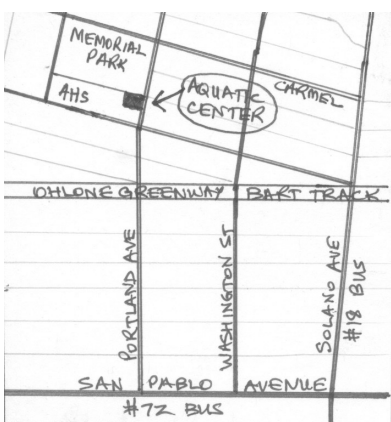 MEMORIAL
PARK
AHS
AQUATIC
CENTER
CARMEL
OHLONE GREENWAY BART TRACK
PORTLAND AVE
WASHINGTON ST
SOLANO AVE
#18 BUS
SAN PABLO AVENUE
#72 BUS